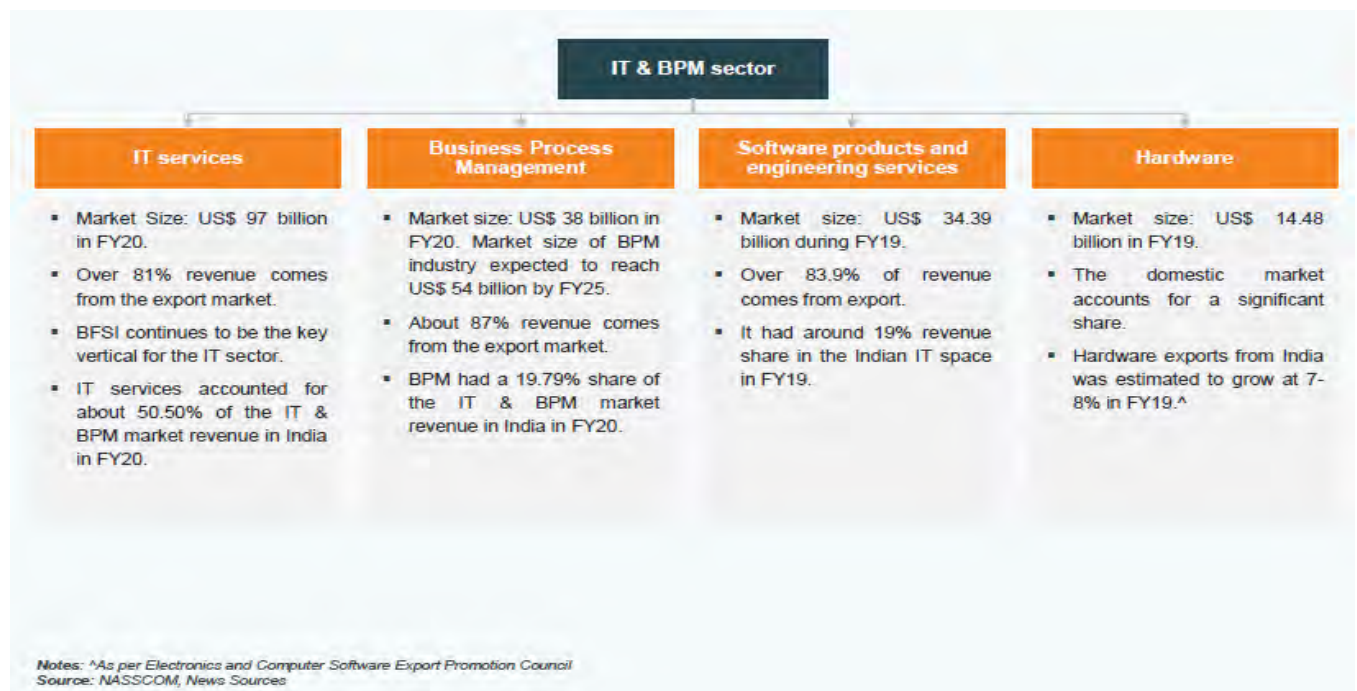 IT & BPM sector
IT services
▪ Market Size: US$ 97 billion
in FY20.
▪ Over 81% revenue comes
from the export market.
▪ BFSI continues to be the key
vertical for the IT sector.
▪ IT services accounted for
about 50.50% of the IT &
BPM market revenue in India
in FY20.
Business Process
Management
▪ Market size: US$ 38 billion in
FY20. Market size of BPM
industry expected to reach
US$ 54 billion by FY25.
▪ About 87% revenue comes
from the export market.
▪ BPM had a 19.79% share of
the IT & BPM market
revenue in India in FY20.
Software products and
engineering services
▪ Market size: US$ 34.39
billion during FY19.
▪ Over 83.9% of revenue
comes from export.
▪ It had around 19% revenue
share in the Indian IT space
in FY19.
Hardware
▪ Market size: US$ 14.48
billion in FY19.
▪ The domestic market
accounts for a significant
share.
▪ Hardware exports from India
was estimated to grow at 7-
8% in FY19.^
Notes: ^As per Electronics and Computer Software Export Promotion Council
Source: NASSCOM, News Sources